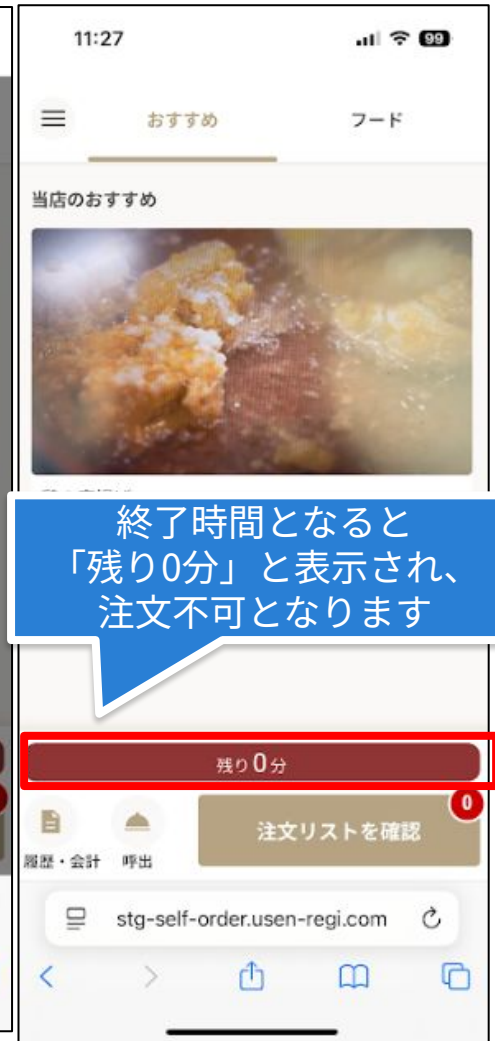 11:27
99
おすすめ
フード
当店のおすすめ
終了時間となると
「残り0分」と表示され、
注文不可となります
残り0分
0
注文リストを確認
履歴・会計
呼出
stg-self-order.usen-regi.com